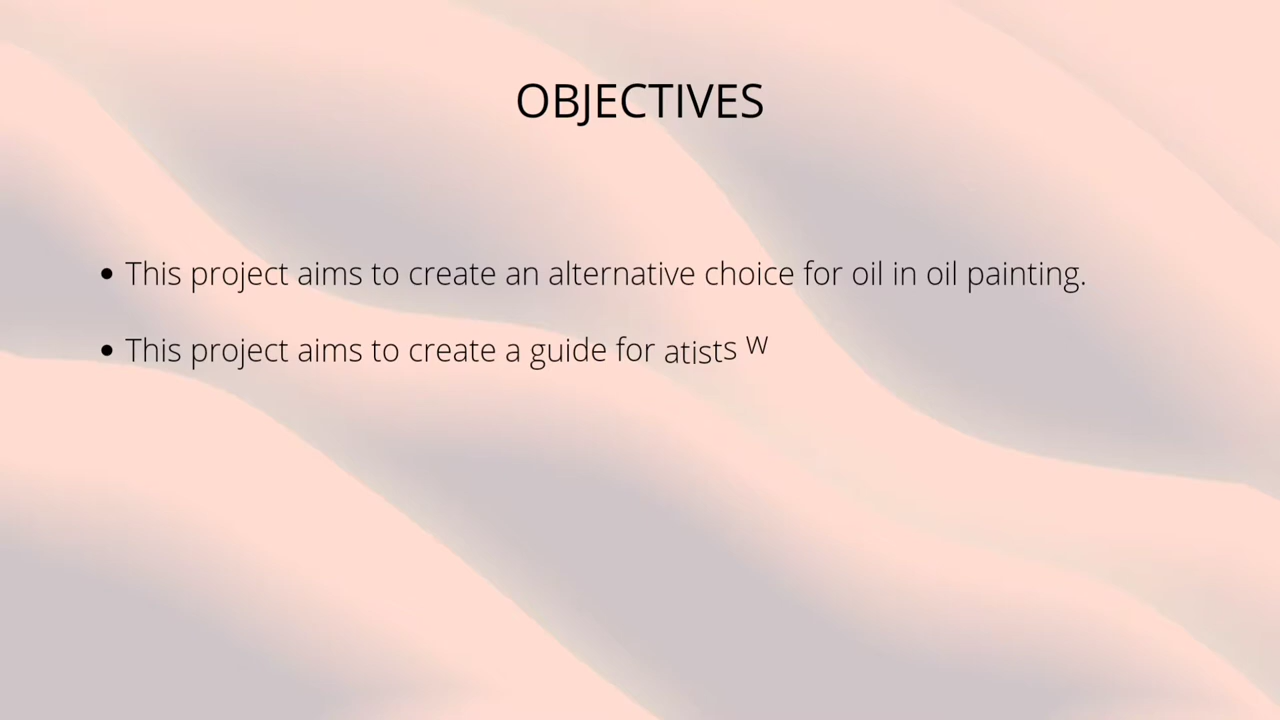 OBJECTIVES
• This project aims to create an alternative choice for oil in oil painting.
• This project aims to create a guide for atists w